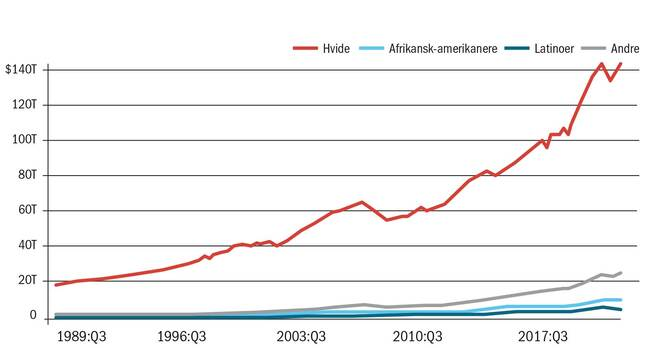 Hvide Afrikansk-amerikanere Latinoer Andre
$140T
120T
100T
80T
60T
40T
20T
0
1989:Q3 1996:Q3 2003:Q3 2010:Q3 2017:Q3